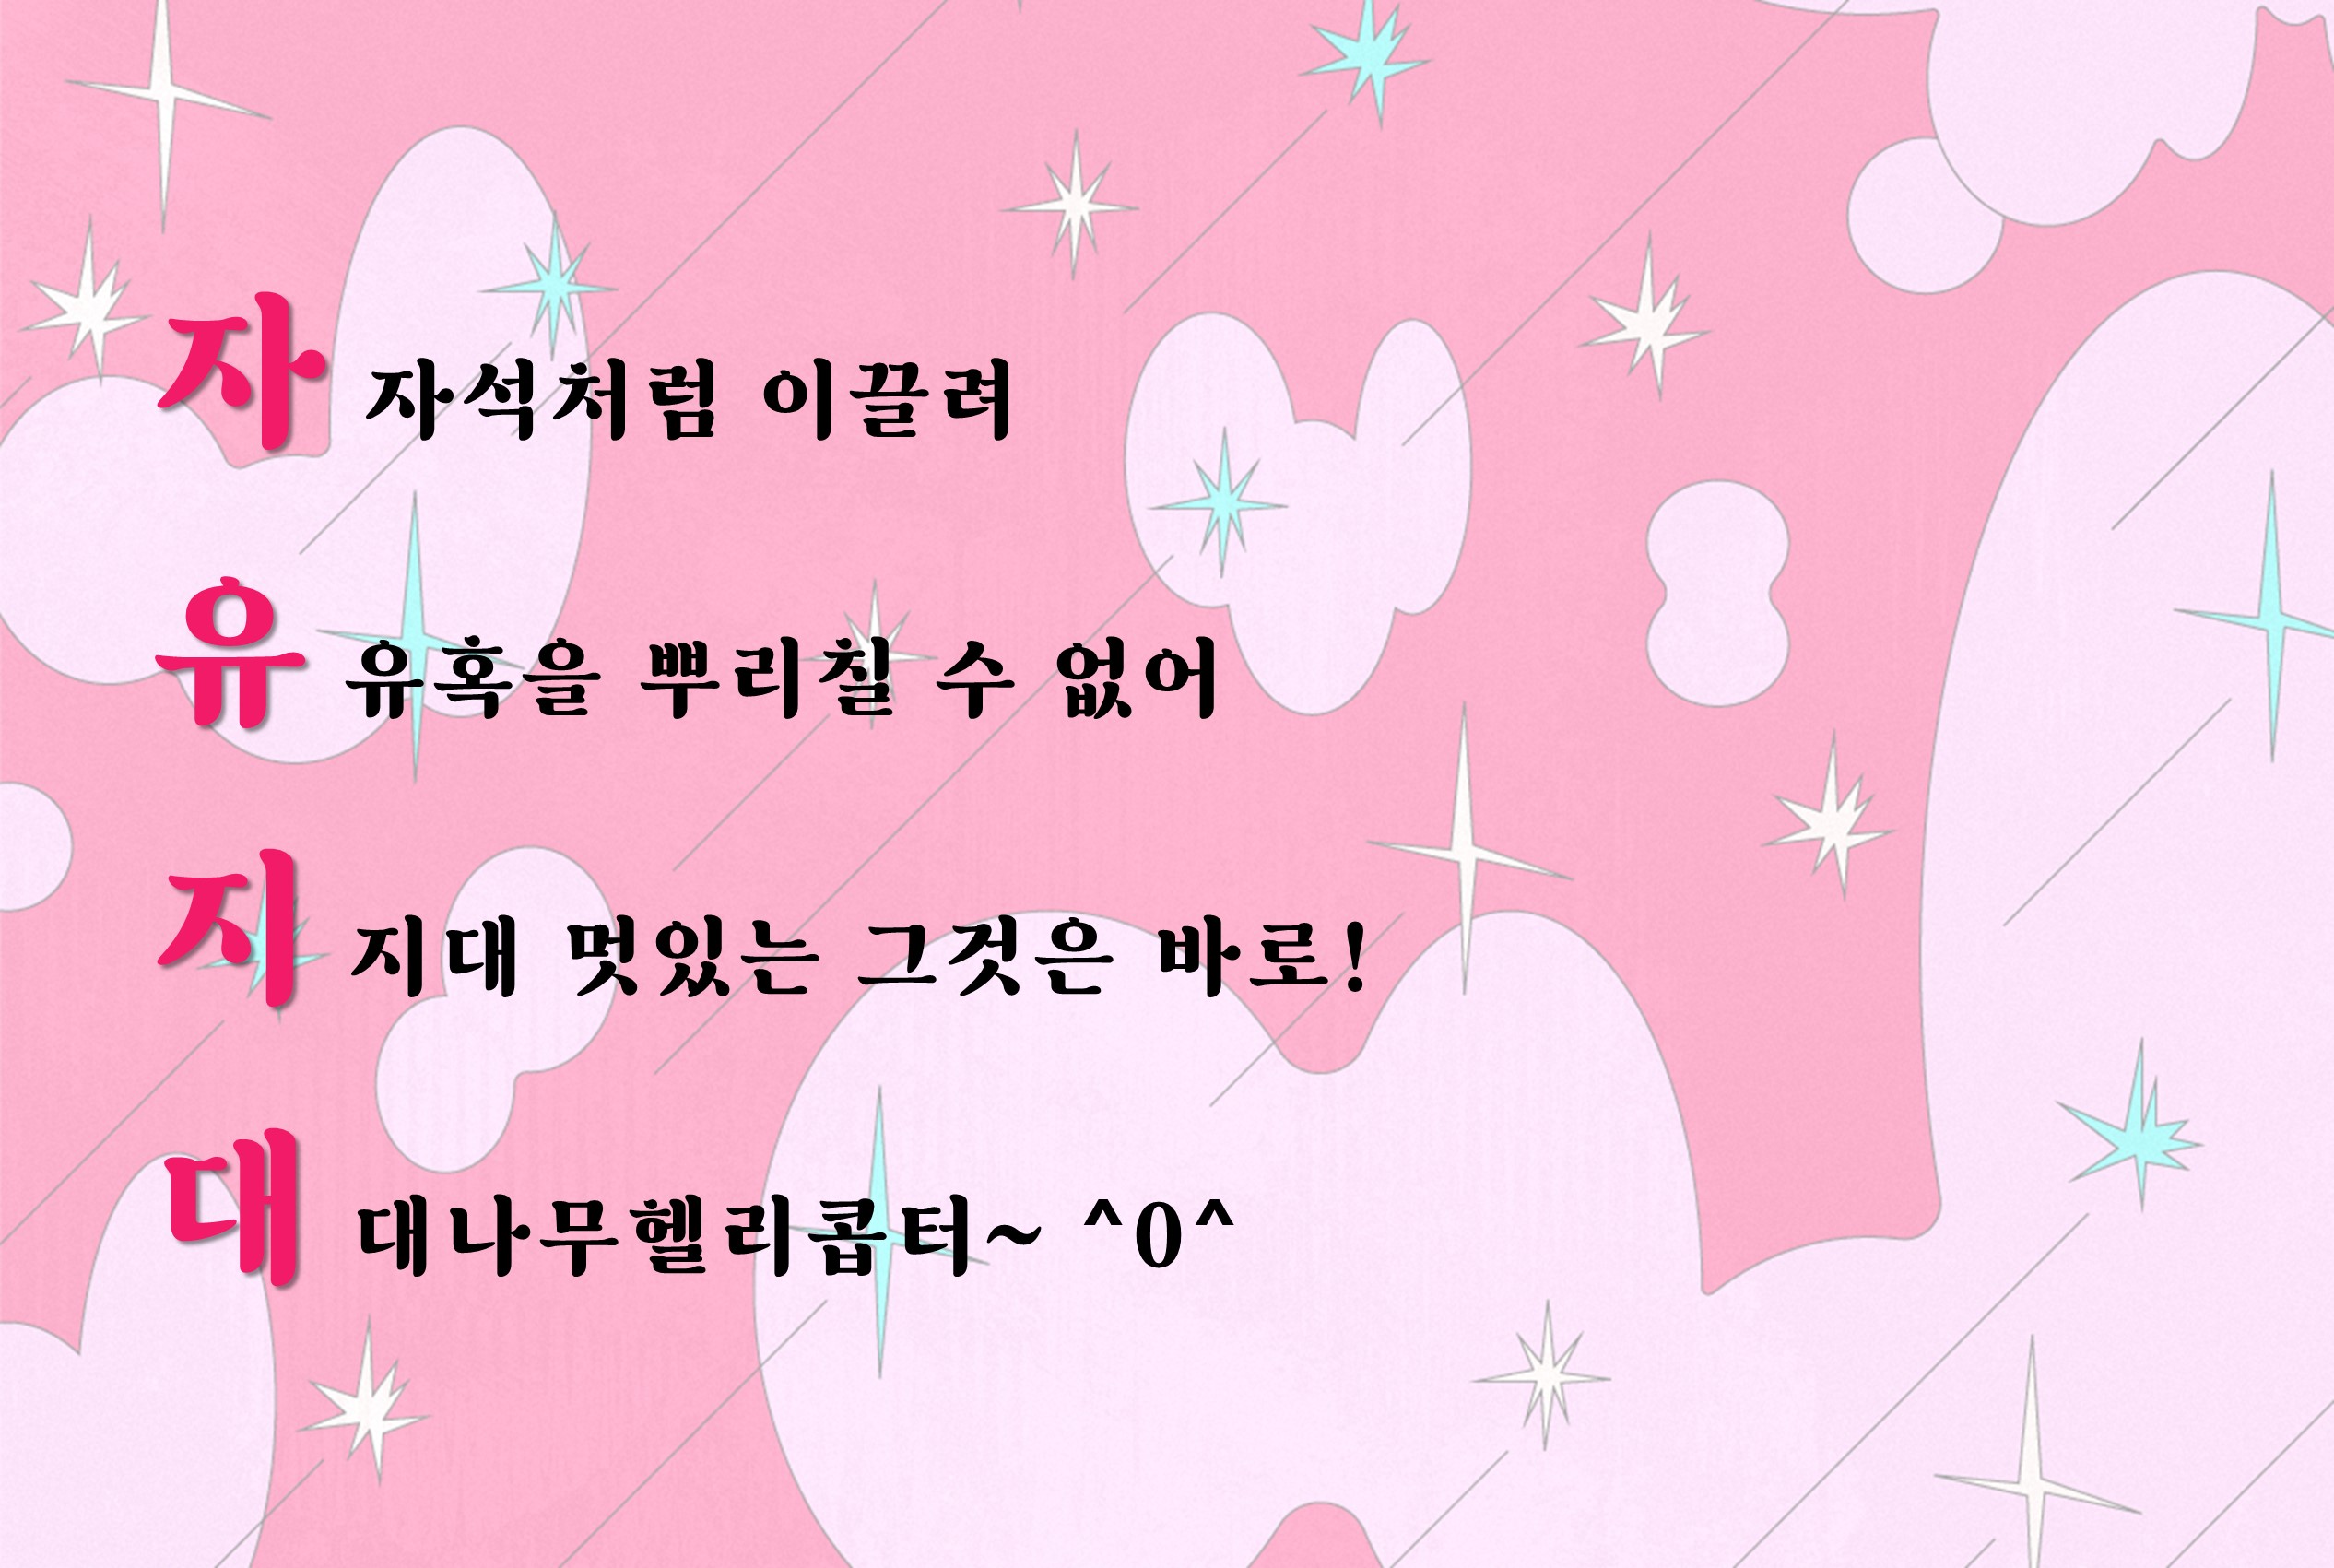 자 자석처럼 이끌려
유 유혹을 뿌리칠 수 없어
지 지대 멋있는 그것은 바로!
대 대나무헬리콥터~ ^0^